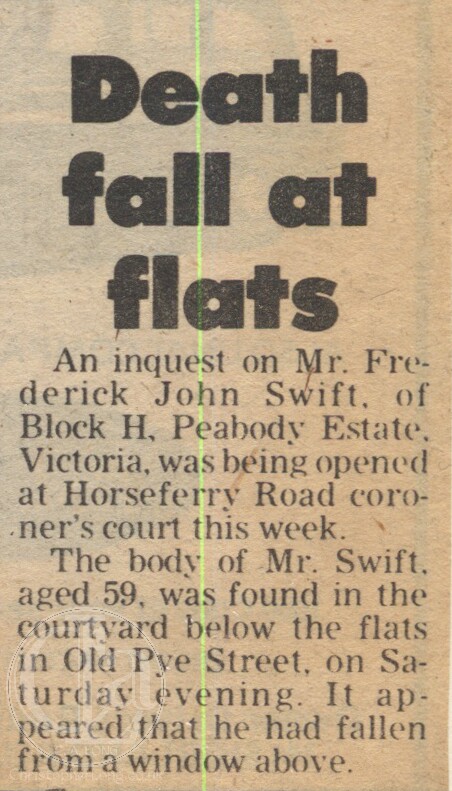 Death
fall at
flats
An inquest on Mr. Fre-
derick John Swift, of
Block H, Peabody Estate,
Victoria, was being opened
at Horseferry Road coro-
ner's court this week.
The body of Mr. Swift,
aged 59, was found in the
courtyard below the flats
in Old Pye Street, on Sa-
turday evening. It ap-
peared that he had fallen
from a window above.